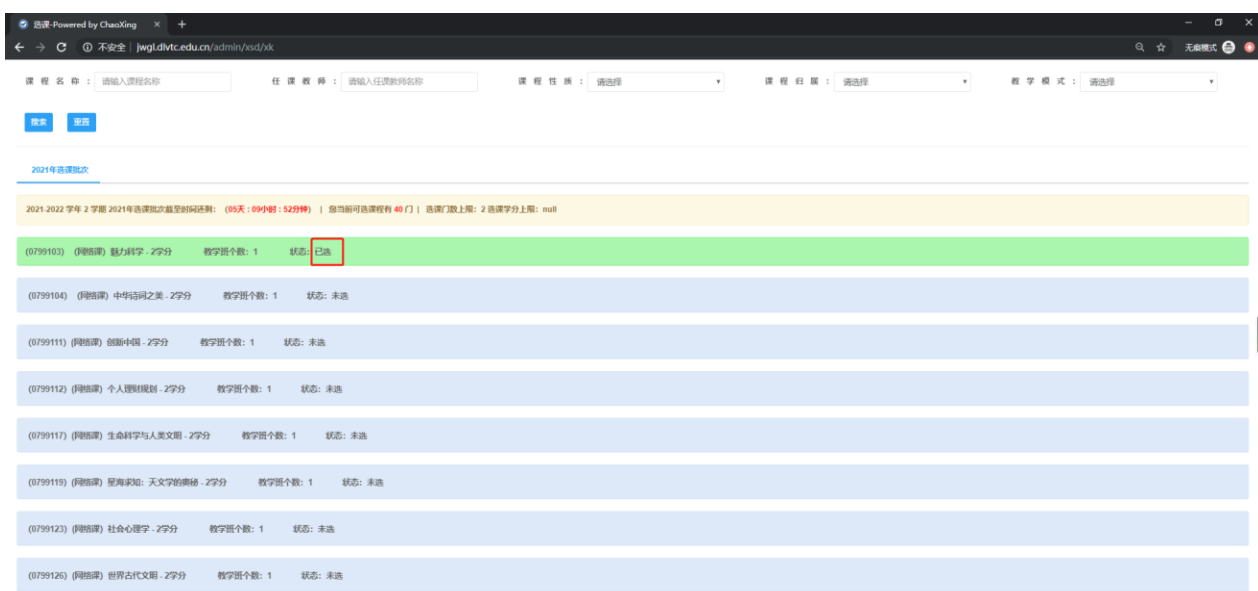 选课-Powered by ChaoXing
不安全 | jwgl.dlvtc.edu.cn/admin/xsd/xk 无痕模式
课程名称： 请输入课程名称 任课教师： 请输入任课教师名称 课程性质： 请选择 课程归属： 请选择 教学模式： 请选择
搜索 重置
2021年选课批次
2021-2022 学年 2 学期 2021年选课批次截至时间还剩： (05天：09小时：52分钟) | 您当前可选课程有 40 门 | 选课门数上限：2 选课学分上限：null
(0799103) (网络课) 魅力科学 - 2学分 教学班个数：1 状态：已选
(0799104) (网络课) 中华诗词之美 - 2学分 教学班个数：1 状态：未选
(0799111) (网络课) 创新中国 - 2学分 教学班个数：1 状态：未选
(0799112) (网络课) 个人理财规划 - 2学分 教学班个数：1 状态：未选
(0799117) (网络课) 生命科学与人类文明 - 2学分 教学班个数：1 状态：未选
(0799119) (网络课) 星海求知：天文学的奥秘 - 2学分 教学班个数：1 状态：未选
(0799123) (网络课) 社会心理学 - 2学分 教学班个数：1 状态：未选
(0799126) (网络课) 世界古代文明 - 2学分 教学班个数：1 状态：未选